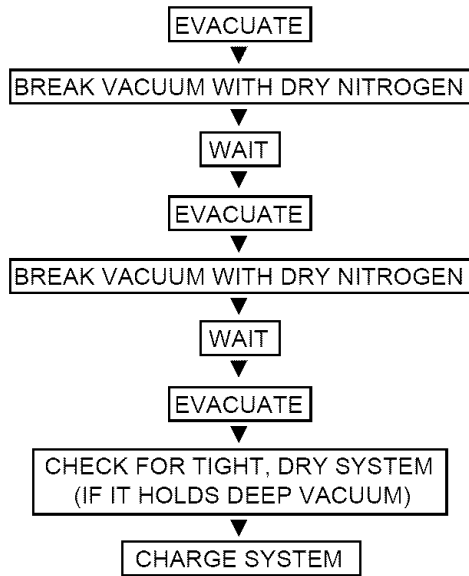 EVACUATE
BREAK VACUUM WITH DRY NITROGEN
WAIT
EVACUATE
BREAK VACUUM WITH DRY NITROGEN
WAIT
EVACUATE
CHECK FOR TIGHT, DRY SYSTEM
(IF IT HOLDS DEEP VACUUM)
CHARGE SYSTEM